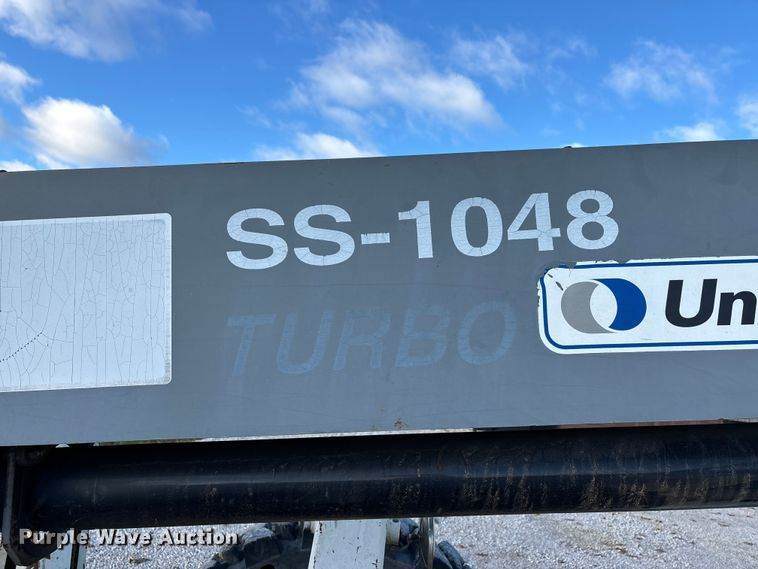 SS-1048
TURBO
Un
Purple Wave Auction